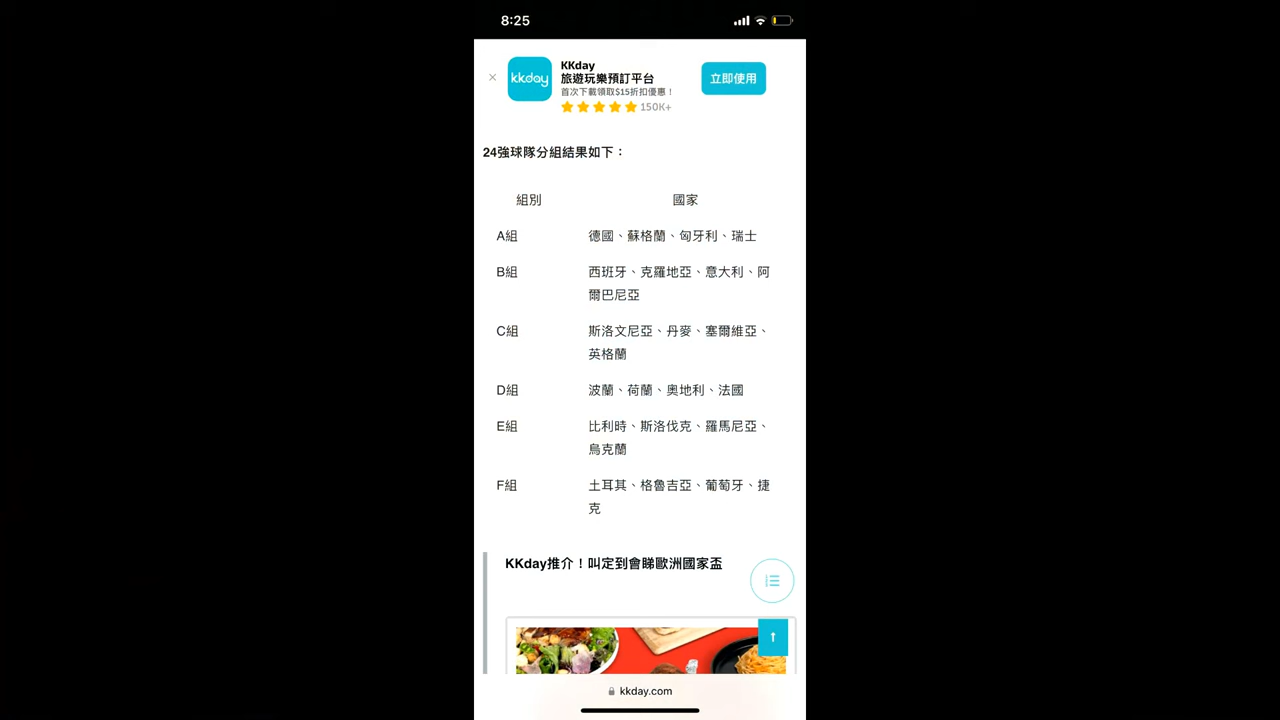 8:25
KKday
旅遊玩樂預訂平台
首次下載領取$15折扣優惠！
150K+
kkday
立即使用
24強球隊分組結果如下：
組別 國家
A組 德國、蘇格蘭、匈牙利、瑞士
B組 西班牙、克羅地亞、意大利、阿
爾巴尼亞
C組 斯洛文尼亞、丹麥、塞爾維亞、
英格蘭
D組 波蘭、荷蘭、奧地利、法國
E組 比利時、斯洛伐克、羅馬尼亞、
烏克蘭
F組 土耳其、格魯吉亞、葡萄牙、捷
克
KKday推介！叫定到會睇歐洲國家盃
kkday.com